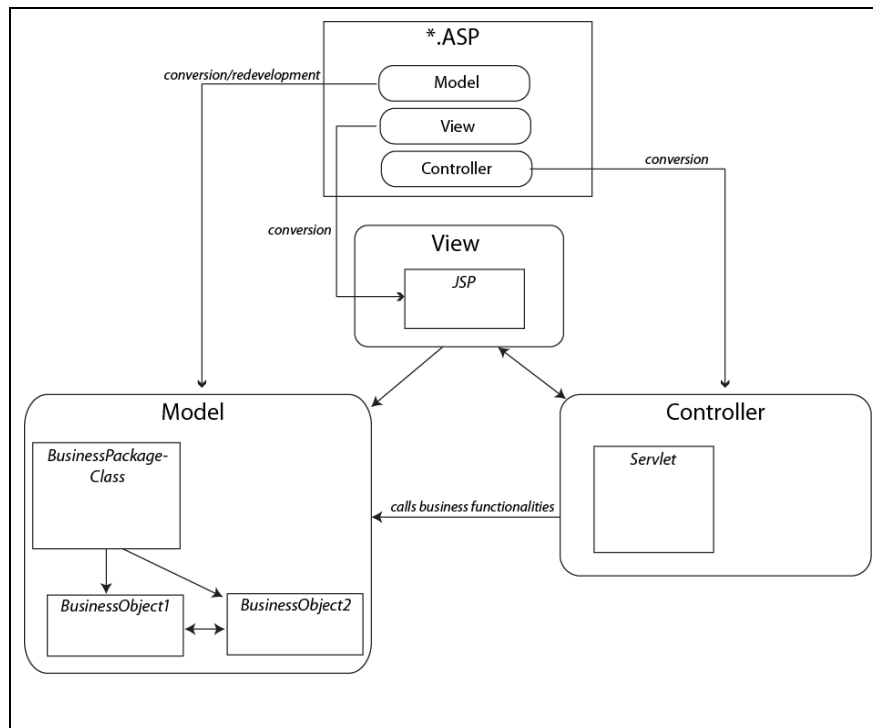 *.ASP
conversion/redevelopment
Model
View
Controller
conversion
conversion
View
JSP
Model
Controller
BusinessPackage-
Class
Servlet
calls business functionalities
BusinessObject1
BusinessObject2